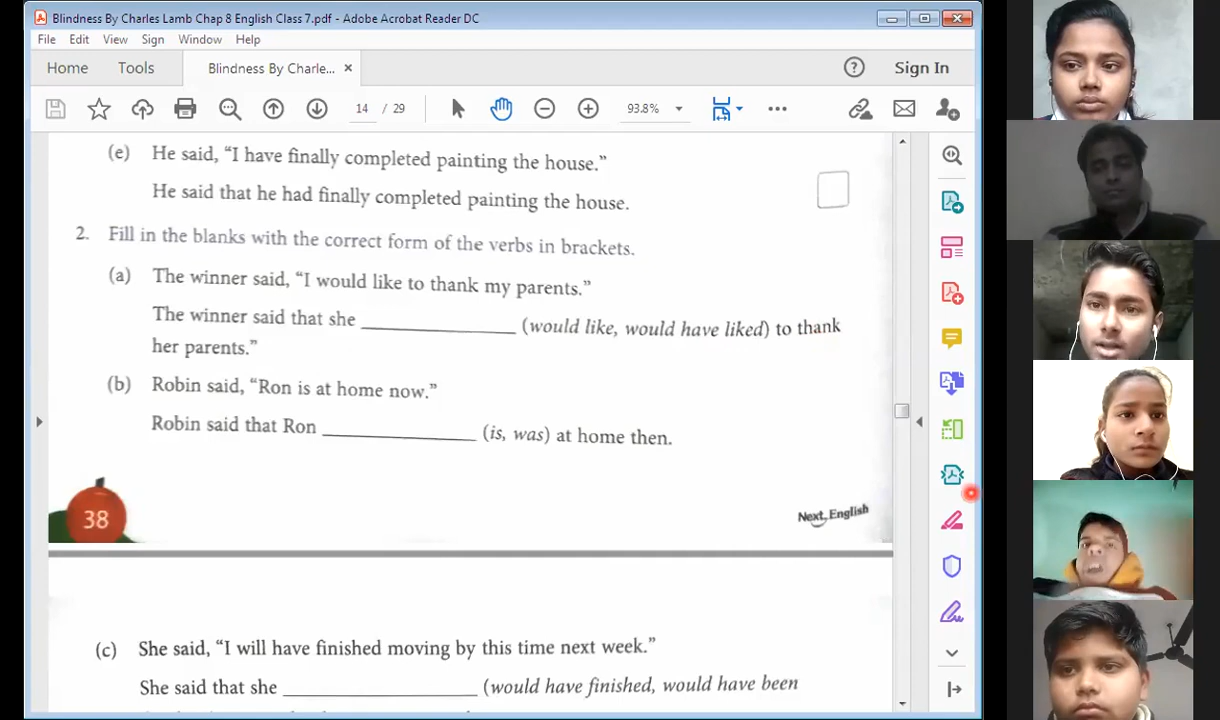 Blindness By Charles Lamb Chap 8 English Class 7.pdf - Adobe Acrobat Reader DC
File Edit View Sign Window Help
Home Tools Blindness By Charle... × Sign In
14 / 29 93.8%
(e) He said, “I have finally completed painting the house.”
He said that he had finally completed painting the house.
2. Fill in the blanks with the correct form of the verbs in brackets.
(a) The winner said, “I would like to thank my parents.”
The winner said that she ____________ (would like, would have liked) to thank
her parents.”
(b) Robin said, “Ron is at home now.”
Robin said that Ron ____________ (is, was) at home then.
38
Next, English
(c) She said, “I will have finished moving by this time next week.”
She said that she ____________ (would have finished, would have been